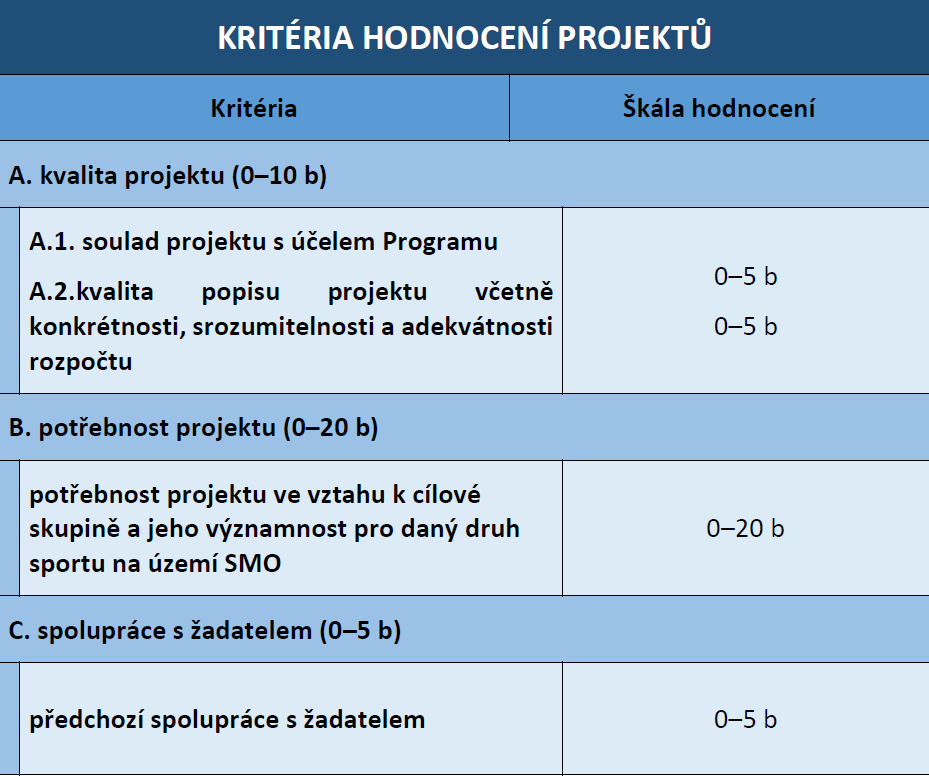 KRITÉRIA HODNOCENÍ PROJEKTŮ
Kritéria
Škála hodnocení
A. kvalita projektu (0–10 b)
A.1. soulad projektu s účelem Programu
A.2.kvalita popisu projektu včetně
konkrétnosti, srozumitelnosti a adekvátnosti
rozpočtu
0–5 b
0–5 b
B. potřebnost projektu (0–20 b)
potřebnost projektu ve vztahu k cílové
skupině a jeho významnost pro daný druh
sportu na území SMO
0–20 b
C. spolupráce s žadatelem (0–5 b)
předchozí spolupráce s žadatelem
0–5 b